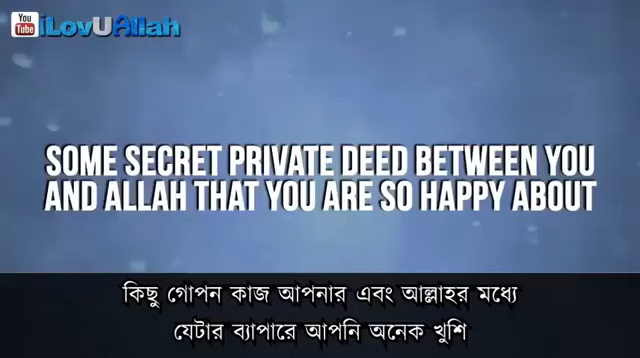 You Tube iLovUAllah
SOME SECRET PRIVATE DEED BETWEEN YOU
AND ALLAH THAT YOU ARE SO HAPPY ABOUT
কিছু গোপন কাজ আপনার এবং আল্লাহর মধ্যে
যেটার ব্যাপারে আপনি অনেক খুশি